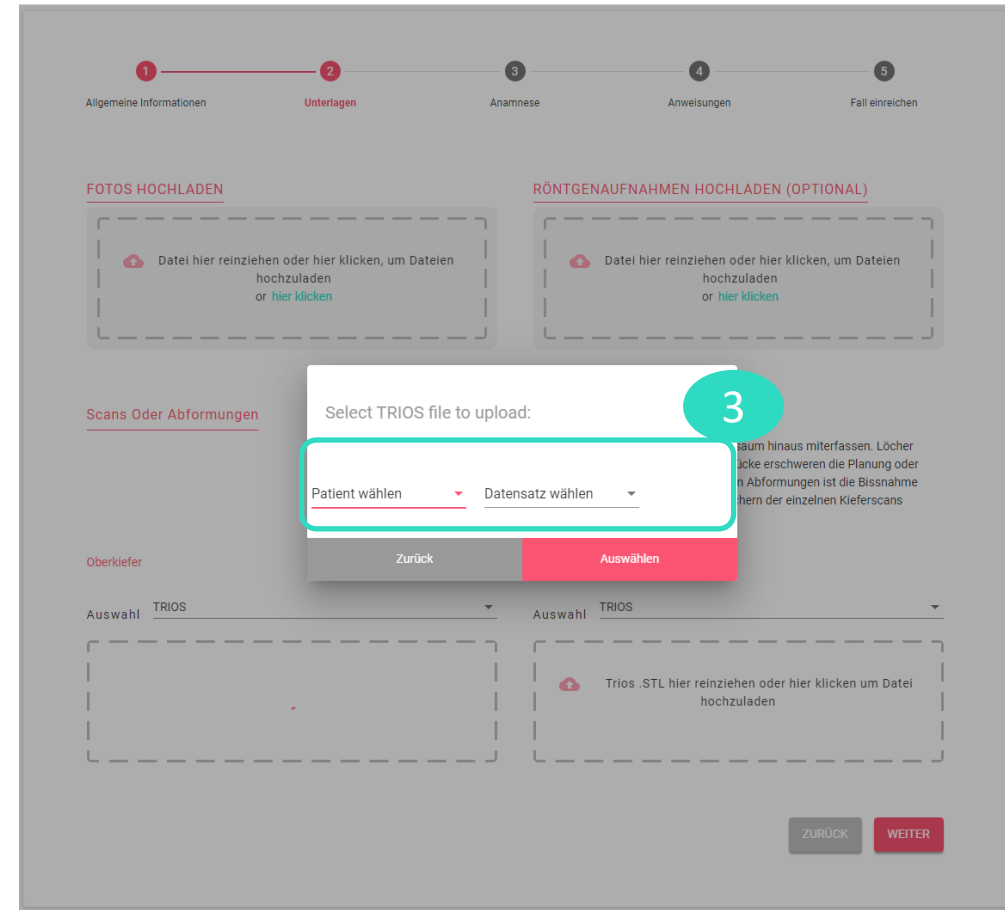 1
2
3
4
5
Allgemeine Informationen
Unterlagen
Anamnese
Anweisungen
Fall einreichen
FOTOS HOCHLADEN
Datei hier reinziehen oder hier klicken, um Dateien
hochzuladen
or hier klicken
RÖNTGENAUFNAHMEN HOCHLADEN (OPTIONAL)
Datei hier reinziehen oder hier klicken, um Dateien
hochzuladen
or hier klicken
Scans Oder Abformungen
saum hinaus miterfassen. Löcher
ücke erschweren die Planung oder
n Abformungen ist die Bissnahme
chern der einzelnen Kieferscans
Select TRIOS file to upload:
3
Patient wählen
Datensatz wählen
Zurück
Auswählen
Oberkiefer
Auswahl TRIOS
Auswahl TRIOS
Trios .STL hier reinziehen oder hier klicken um Datei
hochzuladen
ZURÜCK
WEITER